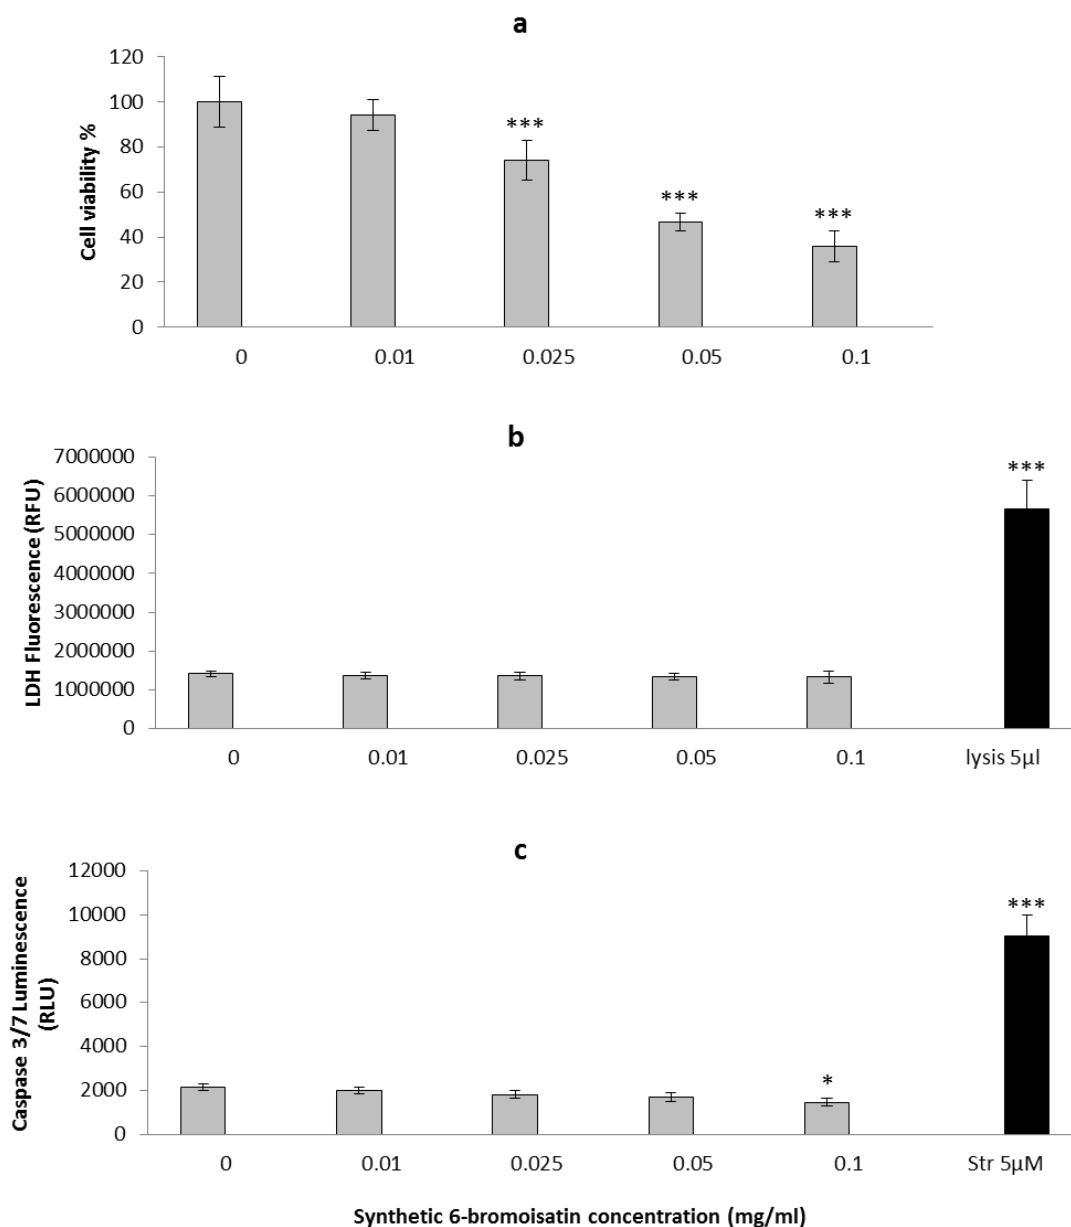 a
Cell viability %
120
100
80
60
40
20
0
***
***
***
0 0.01 0.025 0.05 0.1
b
LDH Fluorescence (RFU)
7000000
6000000
5000000
4000000
3000000
2000000
1000000
0
***
0 0.01 0.025 0.05 0.1 lysis 5µl
c
Caspase 3/7 Luminescence
(RLU)
12000
10000
8000
6000
4000
2000
0
*
***
0 0.01 0.025 0.05 0.1 Str 5µM
Synthetic 6-bromoisatin concentration (mg/ml)